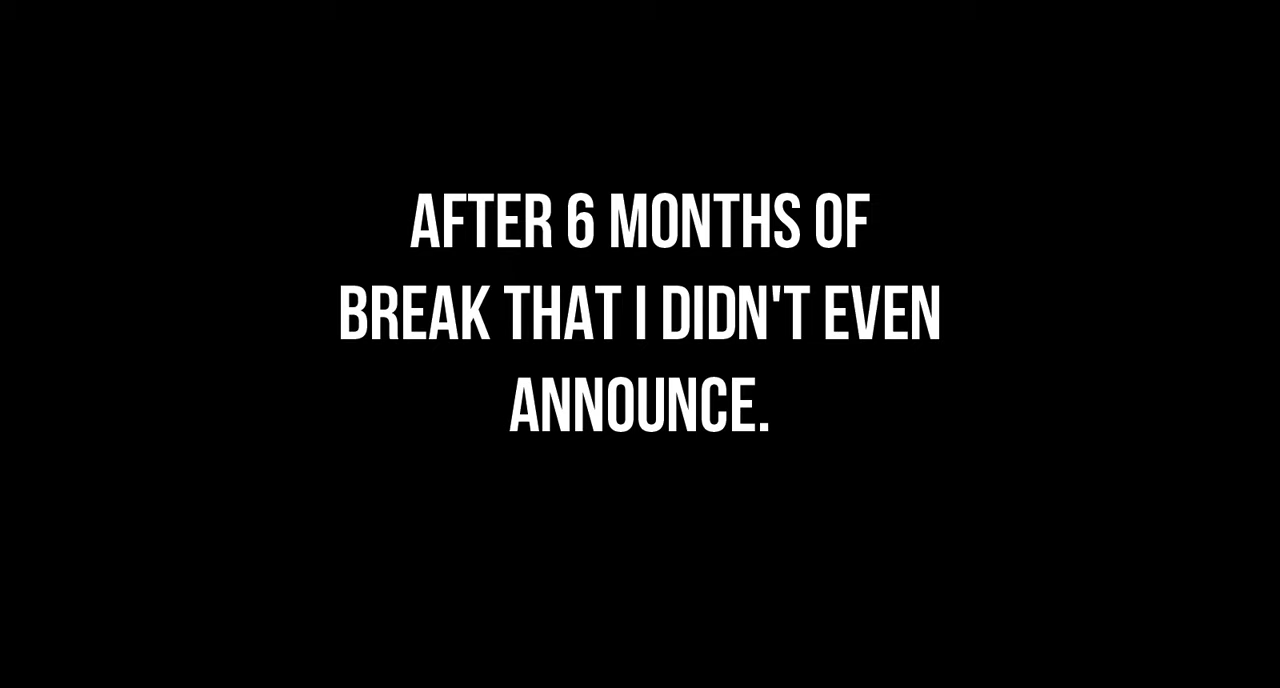 AFTER 6 MONTHS OF
BREAK THAT I DIDN'T EVEN
ANNOUNCE.